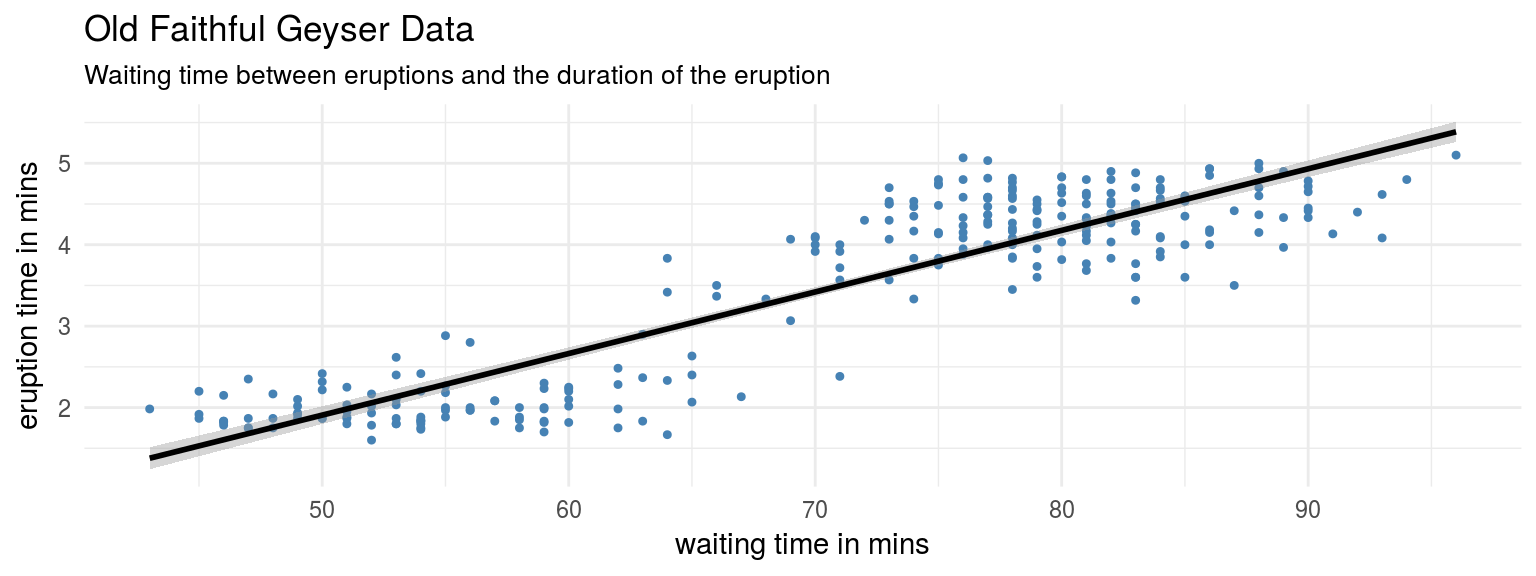 Old Faithful Geyser Data
Waiting time between eruptions and the duration of the eruption
eruption time in mins
5
4
3
2
50 60 70 80 90
waiting time in mins